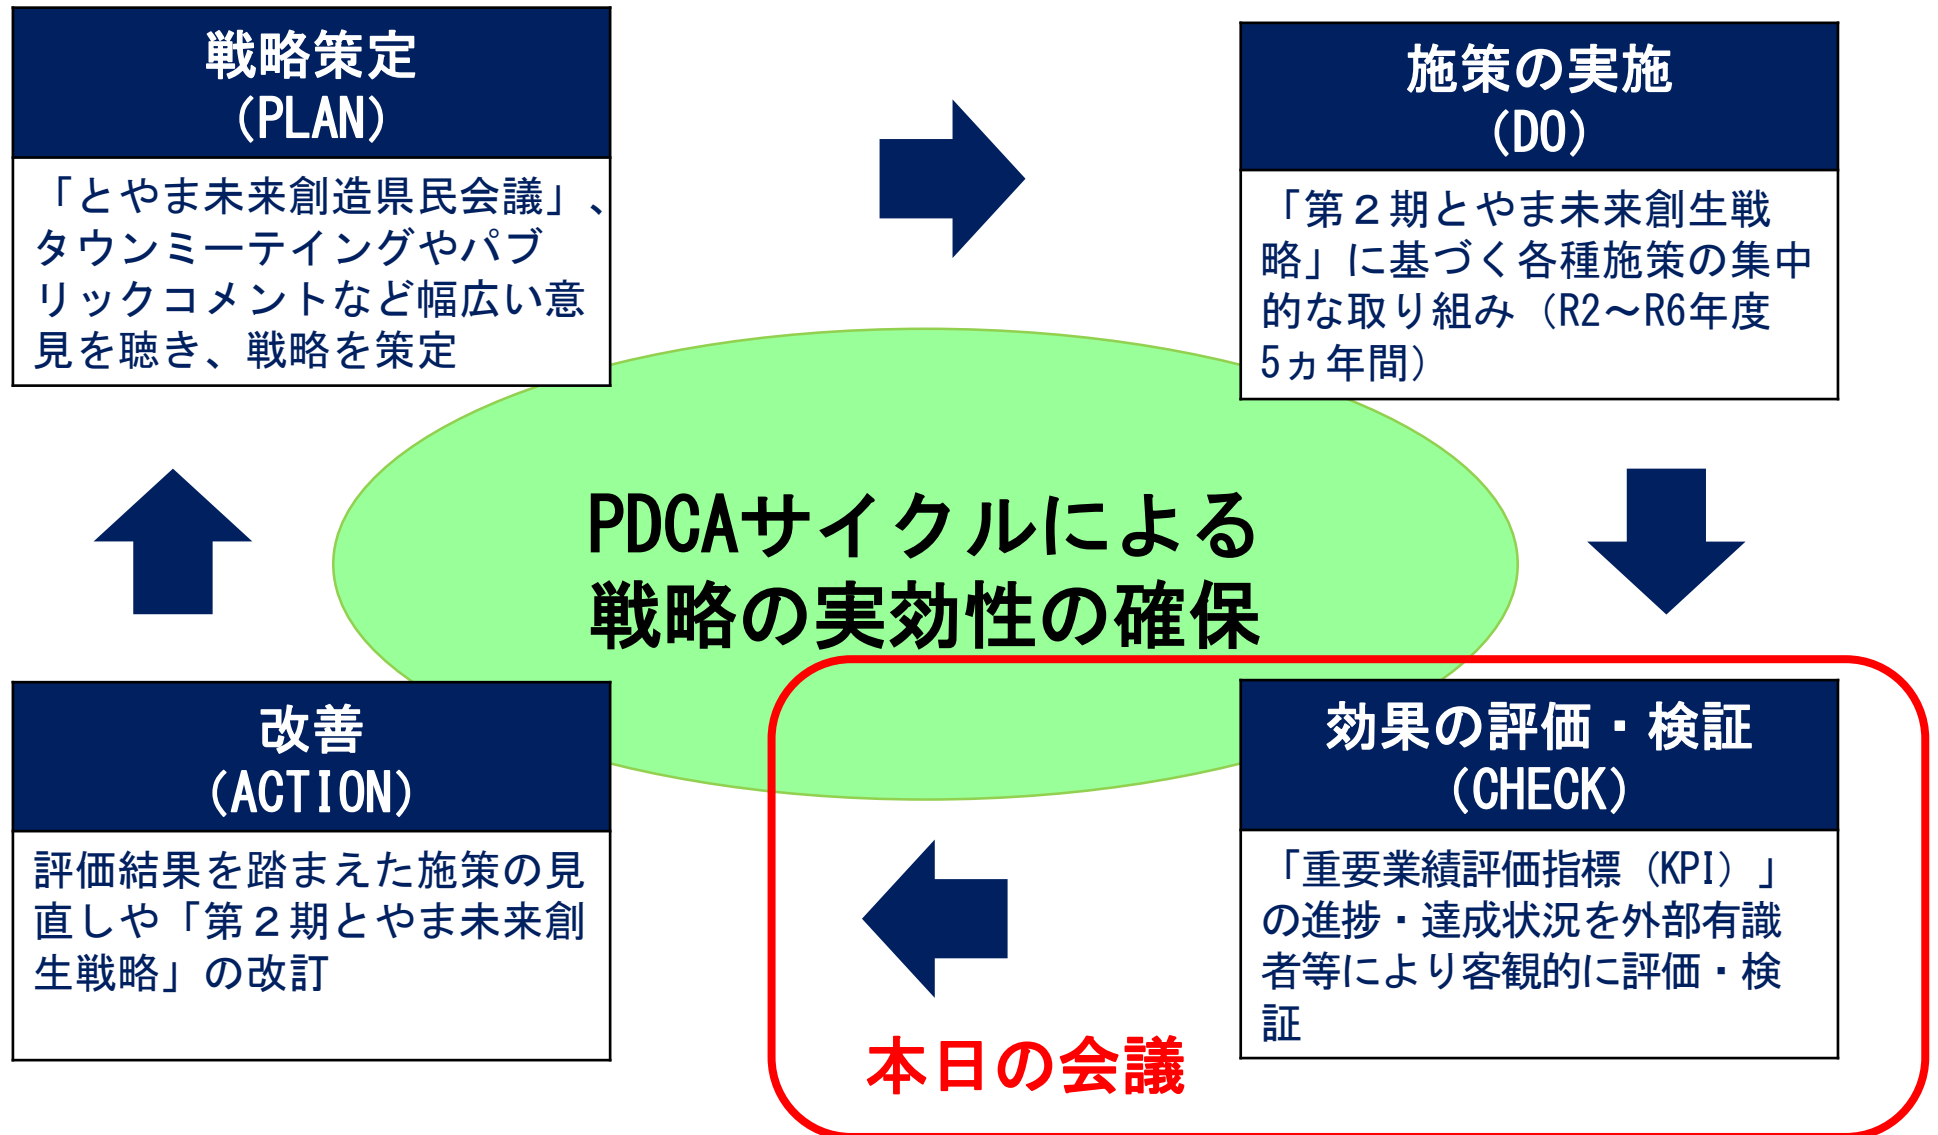 戦略策定
（PLAN）
「とやま未来創造県民会議」、
タウンミーテイングやパブ
リックコメントなど幅広い意
見を聴き、戦略を策定
施策の実施
（DO）
「第２期とやま未来創生戦
略」に基づく各種施策の集中
的な取り組み（R2～R6年度
5ヵ年間）
PDCAサイクルによる
戦略の実効性の確保
改善
（ACTION）
評価結果を踏まえた施策の見
直しや「第２期とやま未来創
生戦略」の改訂
効果の評価・検証
（CHECK）
「重要業績評価指標（KPI）」
の進捗・達成状況を外部有識
者等により客観的に評価・検
証
本日の会議